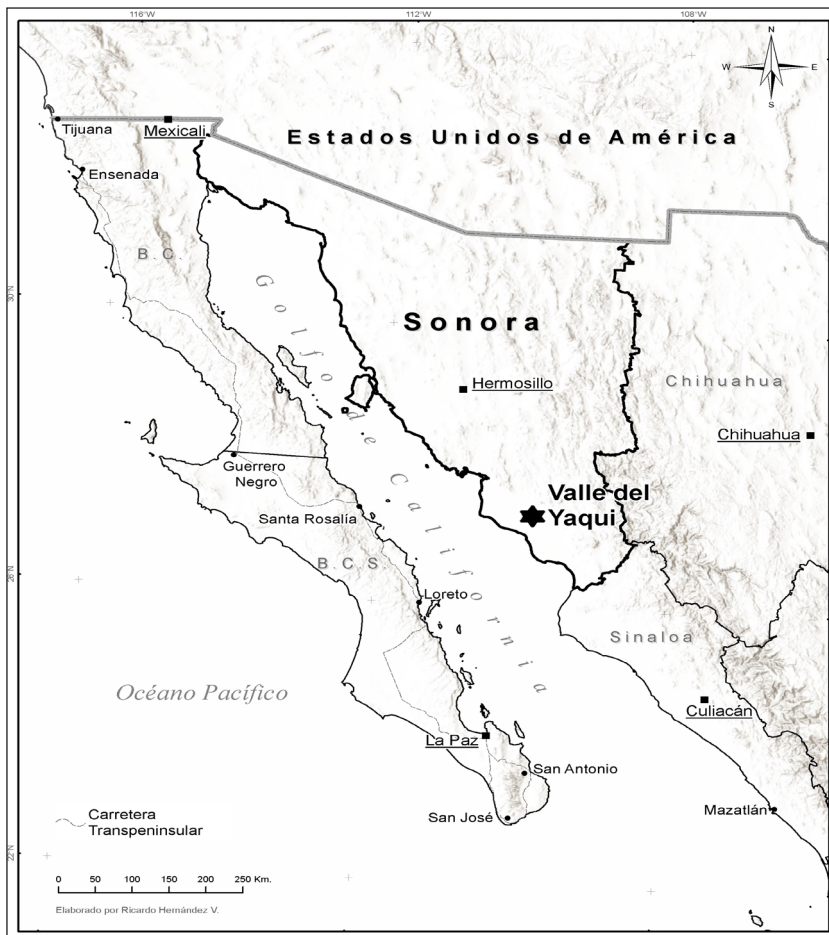 116°W
112°W
108°W
N
W
E
S
Tijuana
Mexicali
Estados Unidos de América
Ensenada
B.C.
30°N
Golfo de California
Sonora
Hermosillo
Chihuahua
Chihuahua
Guerrero
Negro
Valle del
Yaqui
Santa Rosalía
B.C.S.
26°N
Loreto
Sinaloa
Océano Pacífico
Culiacán
La Paz
San Antonio
San José
Mazatlán
Carretera
Transpeninsular
22°N
0 50 100 150 200 250 Km.
Elaborado por Ricardo Hernández V.